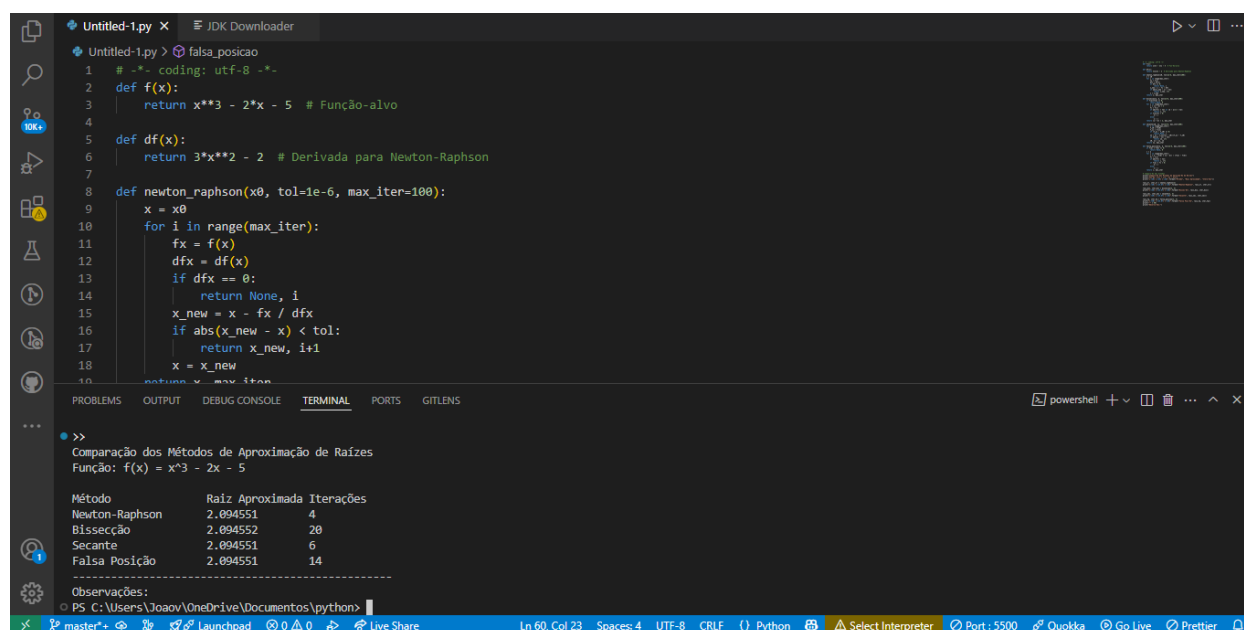 Untitled-1.py
JDK Downloader
Untitled-1.py > falsa_posicao
1 # -*- coding: utf-8 -*-
2 def f(x):
3 return x**3 - 2*x - 5 # Função-alvo
4
5 def df(x):
6 return 3*x**2 - 2 # Derivada para Newton-Raphson
7
8 def newton_raphson(x0, tol=1e-6, max_iter=100):
9 x = x0
10 for i in range(max_iter):
11 fx = f(x)
12 dfx = df(x)
13 if dfx == 0:
14 return None, i
15 x_new = x - fx / dfx
16 if abs(x_new - x) < tol:
17 return x_new, i+1
18 x = x_new
19 return x, max_iter
10K+
PROBLEMS OUTPUT DEBUG CONSOLE TERMINAL PORTS GITLENS
powershell
>>
Comparação dos Métodos de Aproximação de Raízes
Função: f(x) = x^3 - 2x - 5
Método Raiz Aproximada Iterações
Newton-Raphson 2.094551 4
Bissecção 2.094552 20
Secante 2.094551 6
Falsa Posição 2.094551 14
--------------------------------------------------
Observações:
PS C:\Users\Joaov\OneDrive\Documentos\python>
1
master*+ Launchpad 0 0 Live Share Ln 60, Col 23 Spaces: 4 UTF-8 CRLF {} Python Select Interpreter Port : 5500 Quokka Go Live Prettier